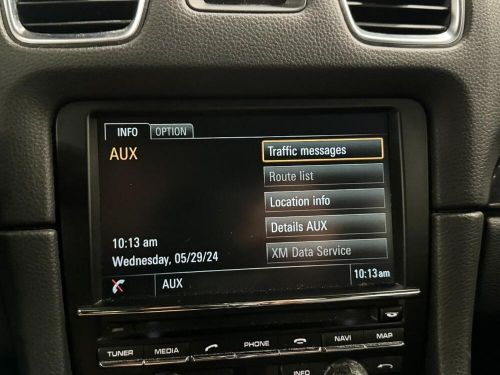 INFO OPTION
AUX
Traffic messages
Route list
Location info
Details AUX
XM Data Service
10:13 am
Wednesday, 05/29/24
AUX 10:13 am
TUNER MEDIA PHONE NAVI MAP